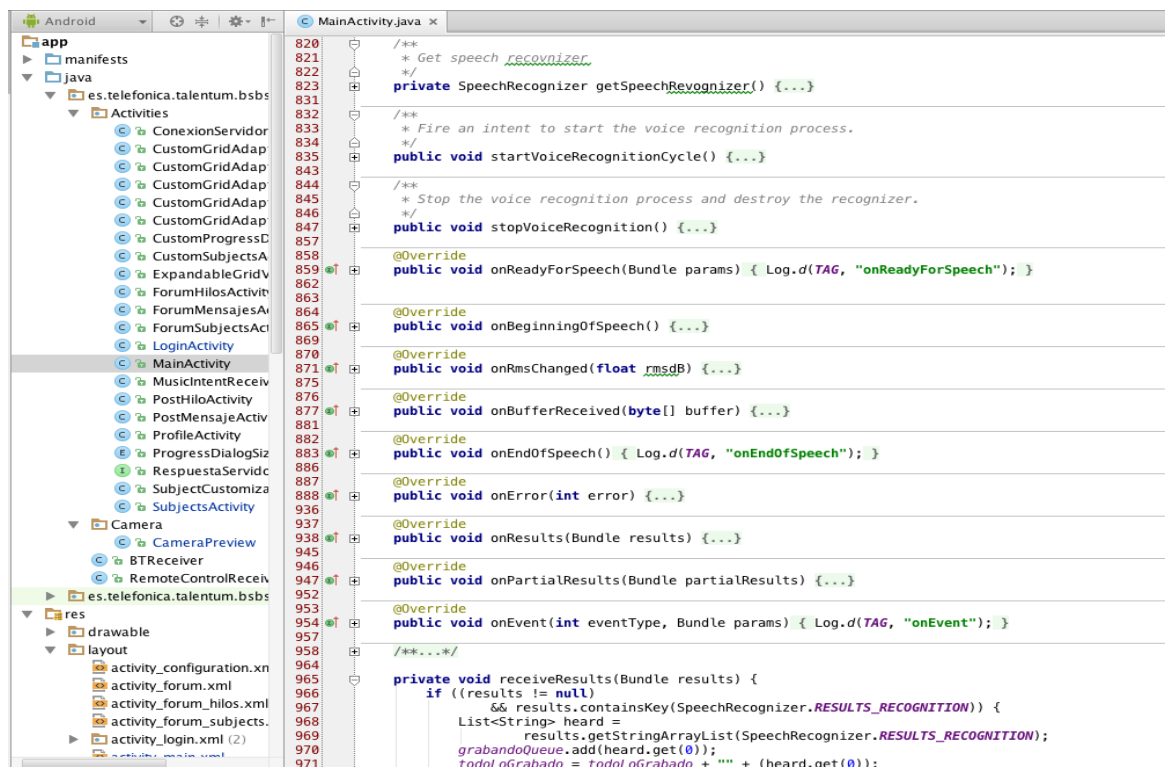 Android
app
manifests
java
es.telefonica.talentum.bsbs
Activities
ConexionServidor
CustomGridAdap
CustomGridAdap
CustomGridAdap
CustomGridAdap
CustomGridAdap
CustomProgressD
CustomSubjectsA
ExpandableGridV
ForumHilosActivit
ForumMensajesA
ForumSubjectsAct
LoginActivity
MainActivity
MusicIntentReceiv
PostHiloActivity
PostMensajeActiv
ProfileActivity
ProgressDialogSiz
RespuestaServido
SubjectCustomiza
SubjectsActivity
Camera
CameraPreview
BTReceiver
RemoteControlReceiv
es.telefonica.talentum.bsbs
res
drawable
layout
activity_configuration.xm
activity_forum.xml
activity_forum_hilos.xml
activity_forum_subjects.
activity_login.xml (2)
activity_main.xml
MainActivity.java
820 /**
821 * Get speech recovnizer
822 */
823 private SpeechRecognizer getSpeechRevognizer() {...}
831
832 /**
833 * Fire an intent to start the voice recognition process.
834 */
835 public void startVoiceRecognitionCycle() {...}
843
844 /**
845 * Stop the voice recognition process and destroy the recognizer.
846 */
847 public void stopVoiceRecognition() {...}
857
858 @Override
859 public void onReadyForSpeech(Bundle params) { Log.d(TAG, "onReadyForSpeech"); }
862
863
864 @Override
865 public void onBeginningOfSpeech() {...}
869
870 @Override
871 public void onRmsChanged(float rmsdB) {...}
875
876 @Override
877 public void onBufferReceived(byte[] buffer) {...}
881
882 @Override
883 public void onEndOfSpeech() { Log.d(TAG, "onEndOfSpeech"); }
886
887 @Override
888 public void onError(int error) {...}
936
937 @Override
938 public void onResults(Bundle results) {...}
945
946 @Override
947 public void onPartialResults(Bundle partialResults) {...}
952
953 @Override
954 public void onEvent(int eventType, Bundle params) { Log.d(TAG, "onEvent"); }
957
958 /**...*/
964
965 private void receiveResults(Bundle results) {
966 if ((results != null)
967 && results.containsKey(SpeechRecognizer.RESULTS_RECOGNITION)) {
968 List<String> heard =
969 results.getStringArrayList(SpeechRecognizer.RESULTS_RECOGNITION);
970 grabandoQueue.add(heard.get(0));
971 todoLoGrabado = todoLoGrabado + "" + (heard.get(0));